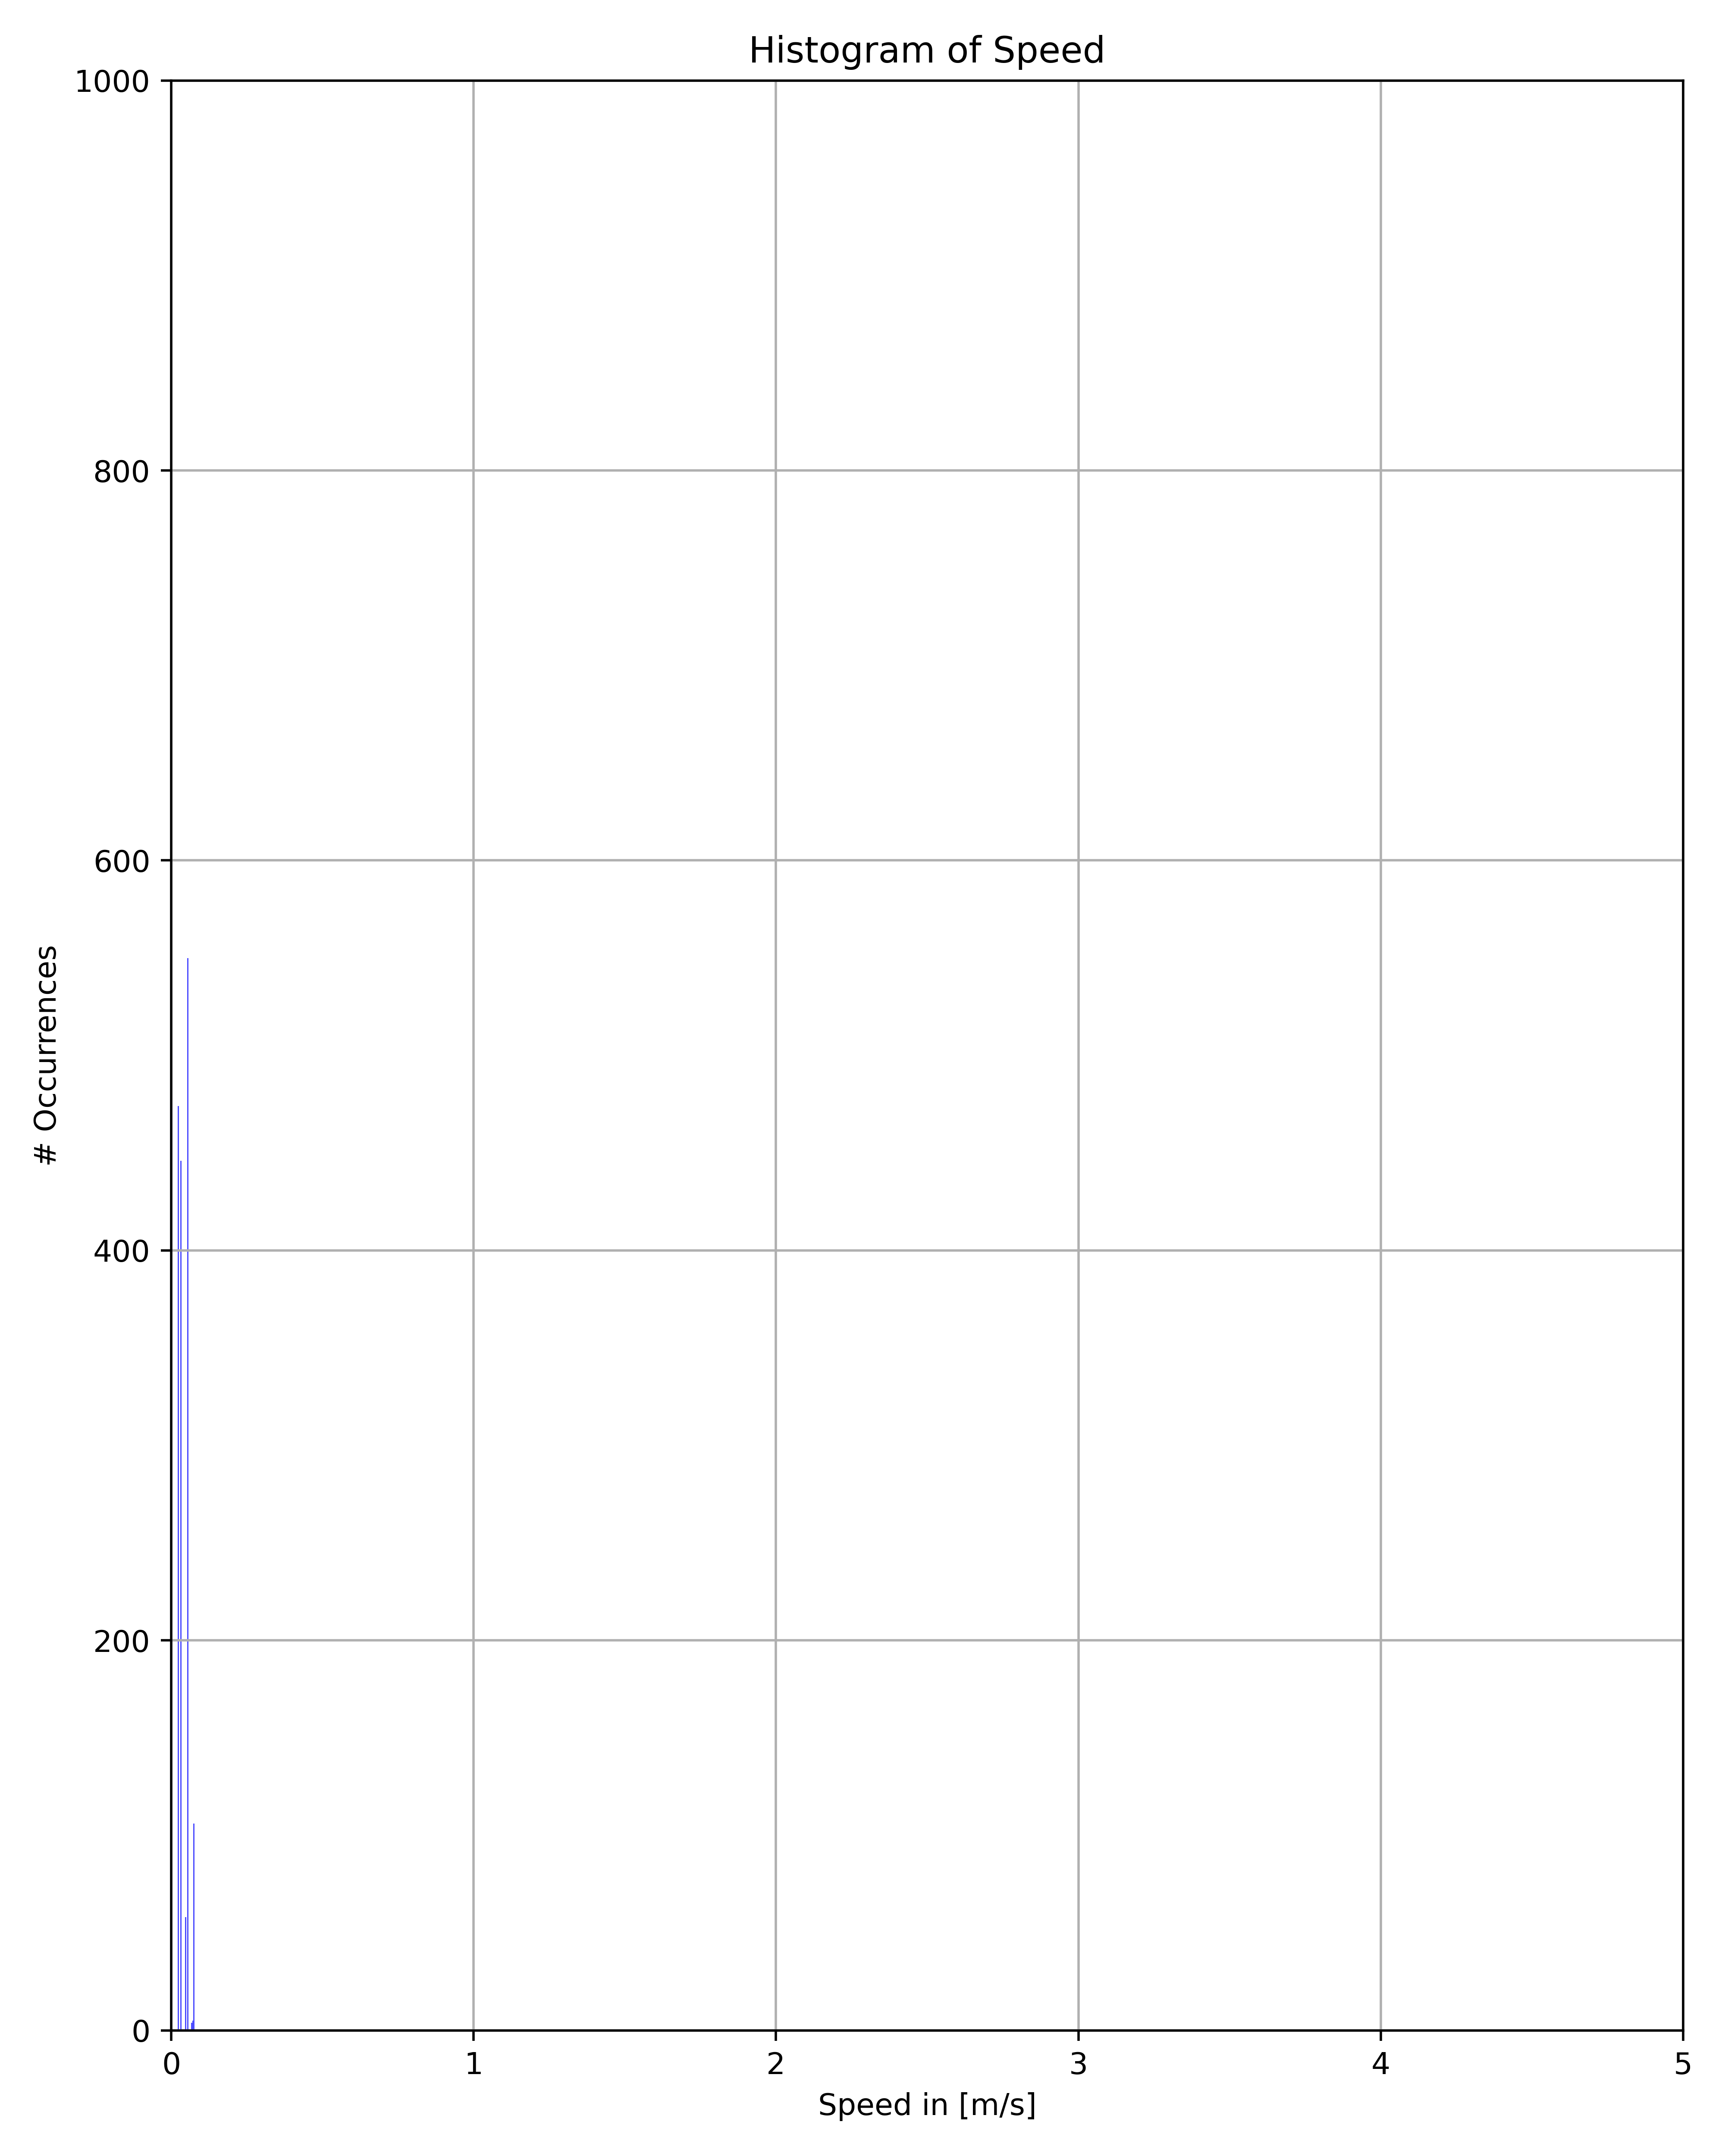 Histogram of Speed
1000
800
600
400
200
0
# Occurrences
0 1 2 3 4 5
Speed in [m/s]